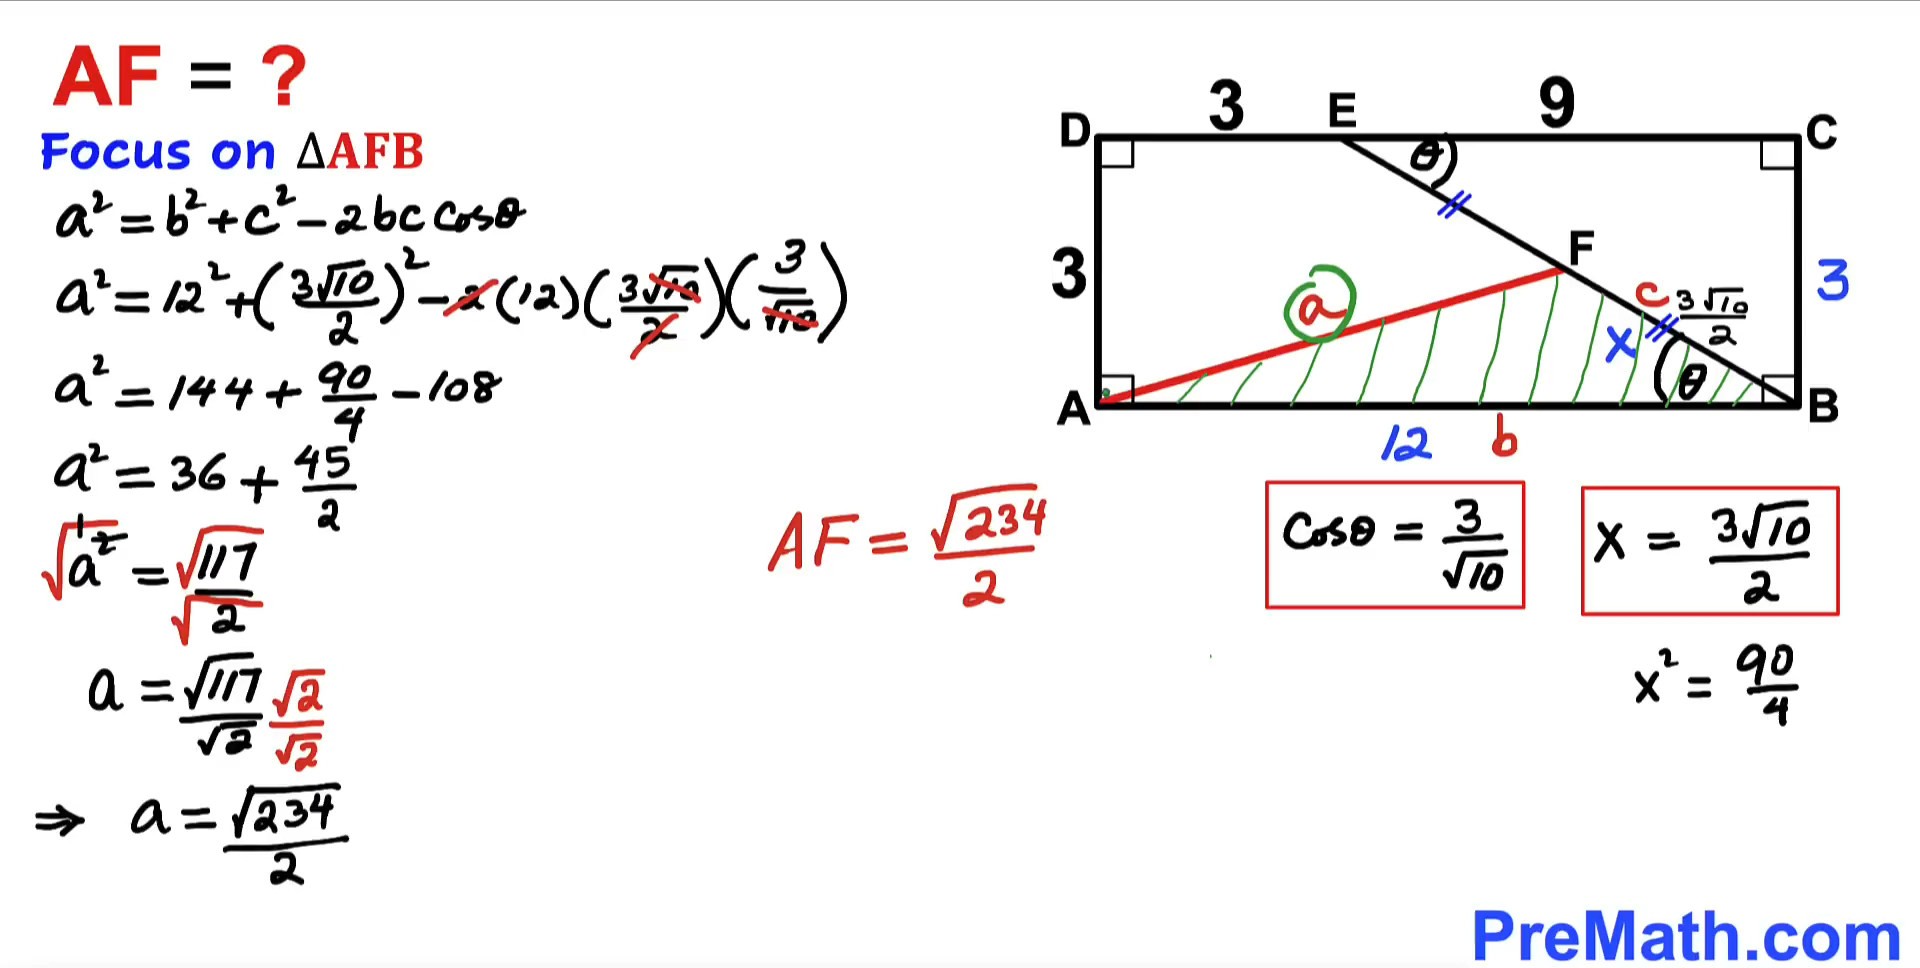 AF = ?
Focus on ΔAFB
a² = b² + c² – 2bc Cosθ
a² = 12² + (3√10/2)² – 2(12)(3√10/2)(3/√10)
a² = 144 + 90/4 – 108
a² = 36 + 45/2
√a² = √117/√2
a = √117/√2 √2/√2
⇒ a = √234/2
AF = √234/2
3 E 9
D C
θ
3 F 3
a c 3√10/2
x
θ
A B
12 b
Cosθ = 3/√10
x = 3√10/2
x² = 90/4
PreMath.com